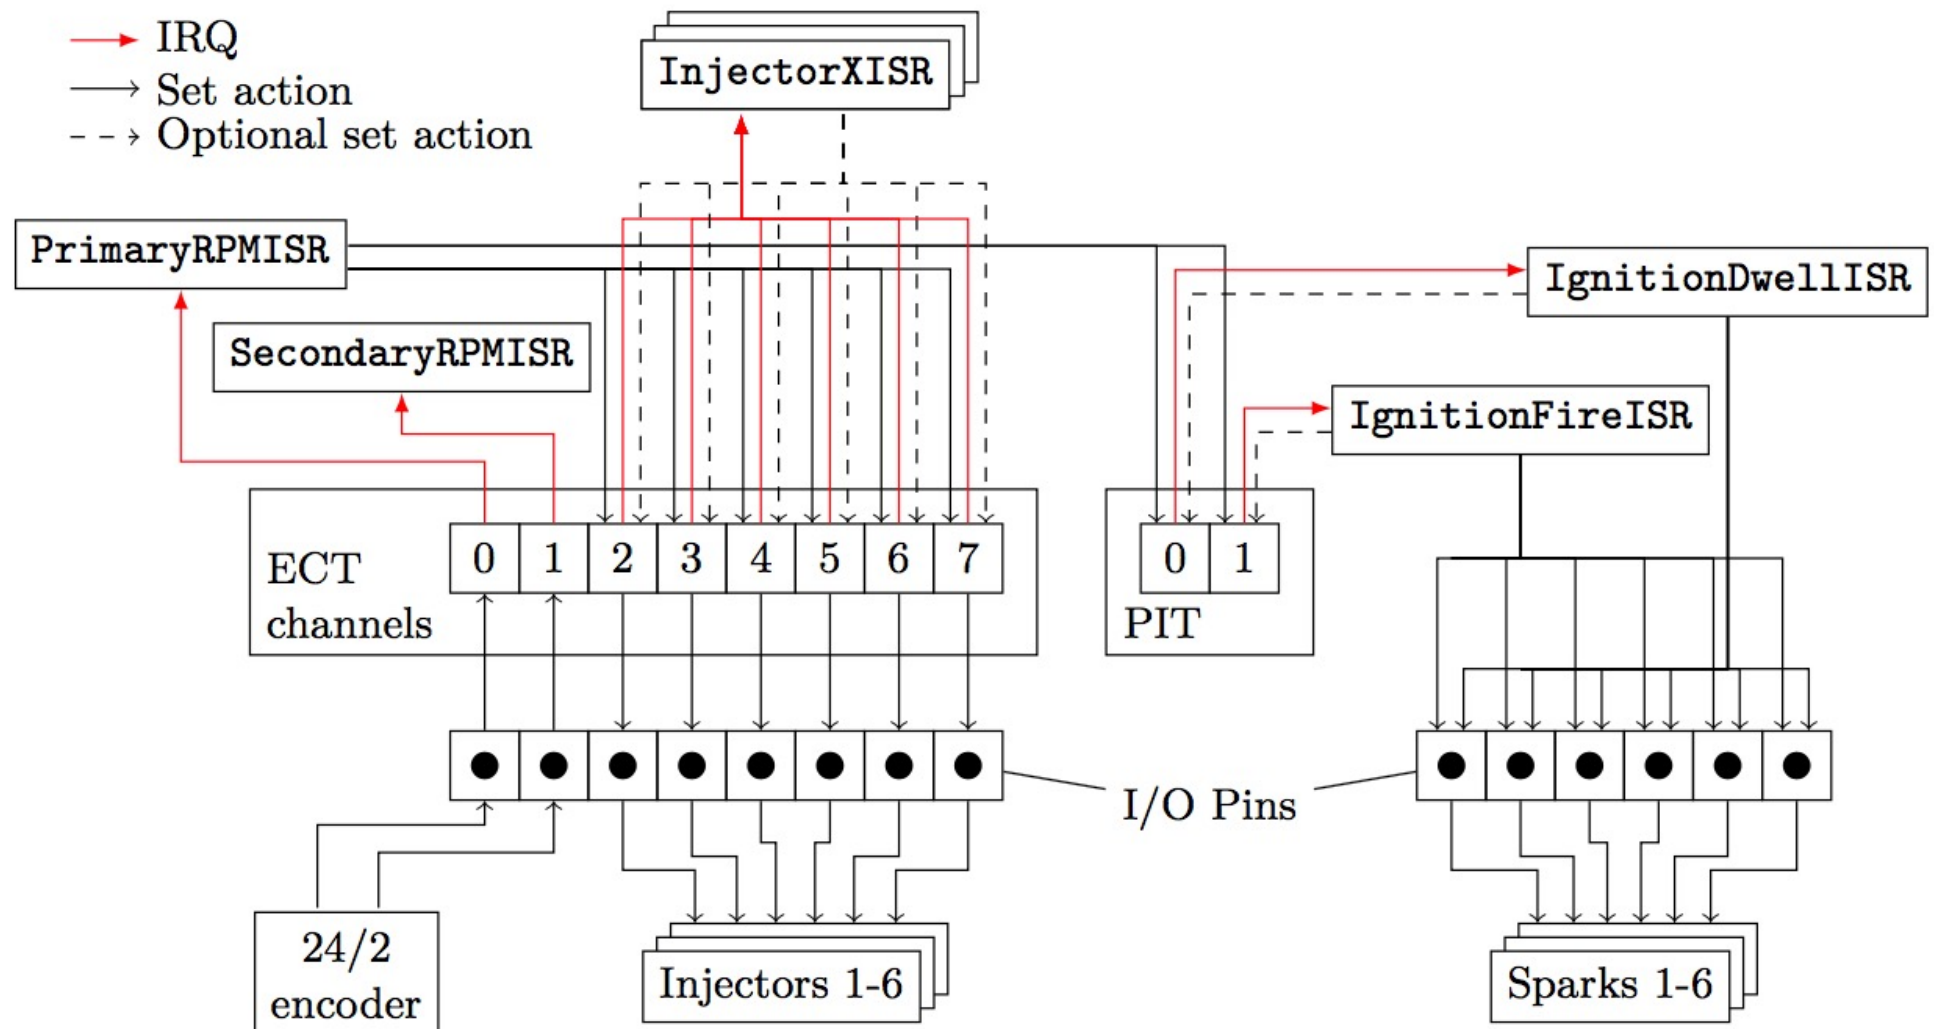 IRQ
Set action
Optional set action
InjectorXISR
PrimaryRPMISR
SecondaryRPMISR
IgnitionDwellISR
IgnitionFireISR
ECT
channels
0 1 2 3 4 5 6 7
0 1
PIT
I/O Pins
24/2
encoder
Injectors 1-6
Sparks 1-6